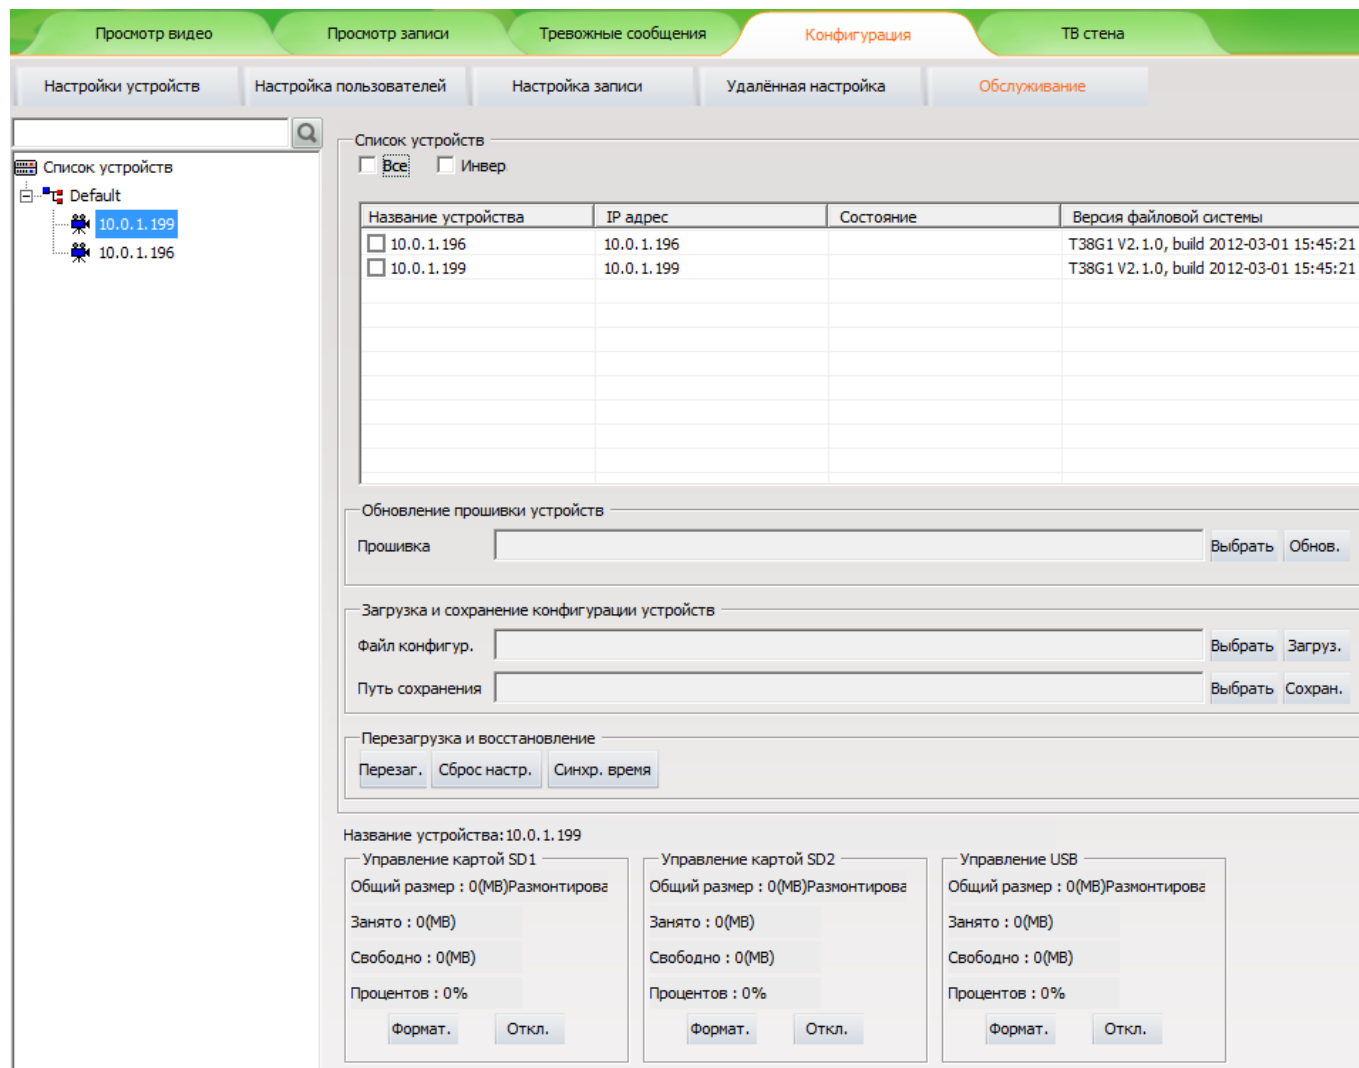 Просмотр видео Просмотр записи Тревожные сообщения Конфигурация ТВ стена
Настройки устройств Настройка пользователей Настройка записи Удалённая настройка Обслуживание
Список устройств
Default
10.0.1.199
10.0.1.196
Список устройств
Все Инвер
Название устройства IP адрес Состояние Версия файловой системы
10.0.1.196 10.0.1.196 T38G1 V2.1.0, build 2012-03-01 15:45:21
10.0.1.199 10.0.1.199 T38G1 V2.1.0, build 2012-03-01 15:45:21
Обновление прошивки устройств
Прошивка Выбрать Обнов.
Загрузка и сохранение конфигурации устройств
Файл конфигур. Выбрать Загруз.
Путь сохранения Выбрать Сохран.
Перезагрузка и восстановление
Перезаг. Сброс настр. Синхр. время
Название устройства:10.0.1.199
Управление картой SD1
Общий размер : 0(MB)Размонтирова
Занято : 0(MB)
Свободно : 0(MB)
Процентов : 0%
Формат. Откл.
Управление картой SD2
Общий размер : 0(MB)Размонтирова
Занято : 0(MB)
Свободно : 0(MB)
Процентов : 0%
Формат. Откл.
Управление USB
Общий размер : 0(MB)Размонтирова
Занято : 0(MB)
Свободно : 0(MB)
Процентов : 0%
Формат. Откл.